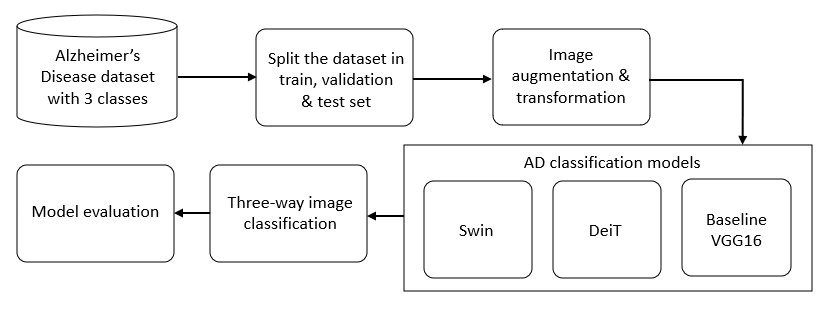 Alzheimer's
Disease dataset
with 3 classes
Split the dataset in
train, validation
& test set
Image
augmentation &
transformation
AD classification models
Swin
DeiT
Baseline
VGG16
Three-way image
classification
Model evaluation